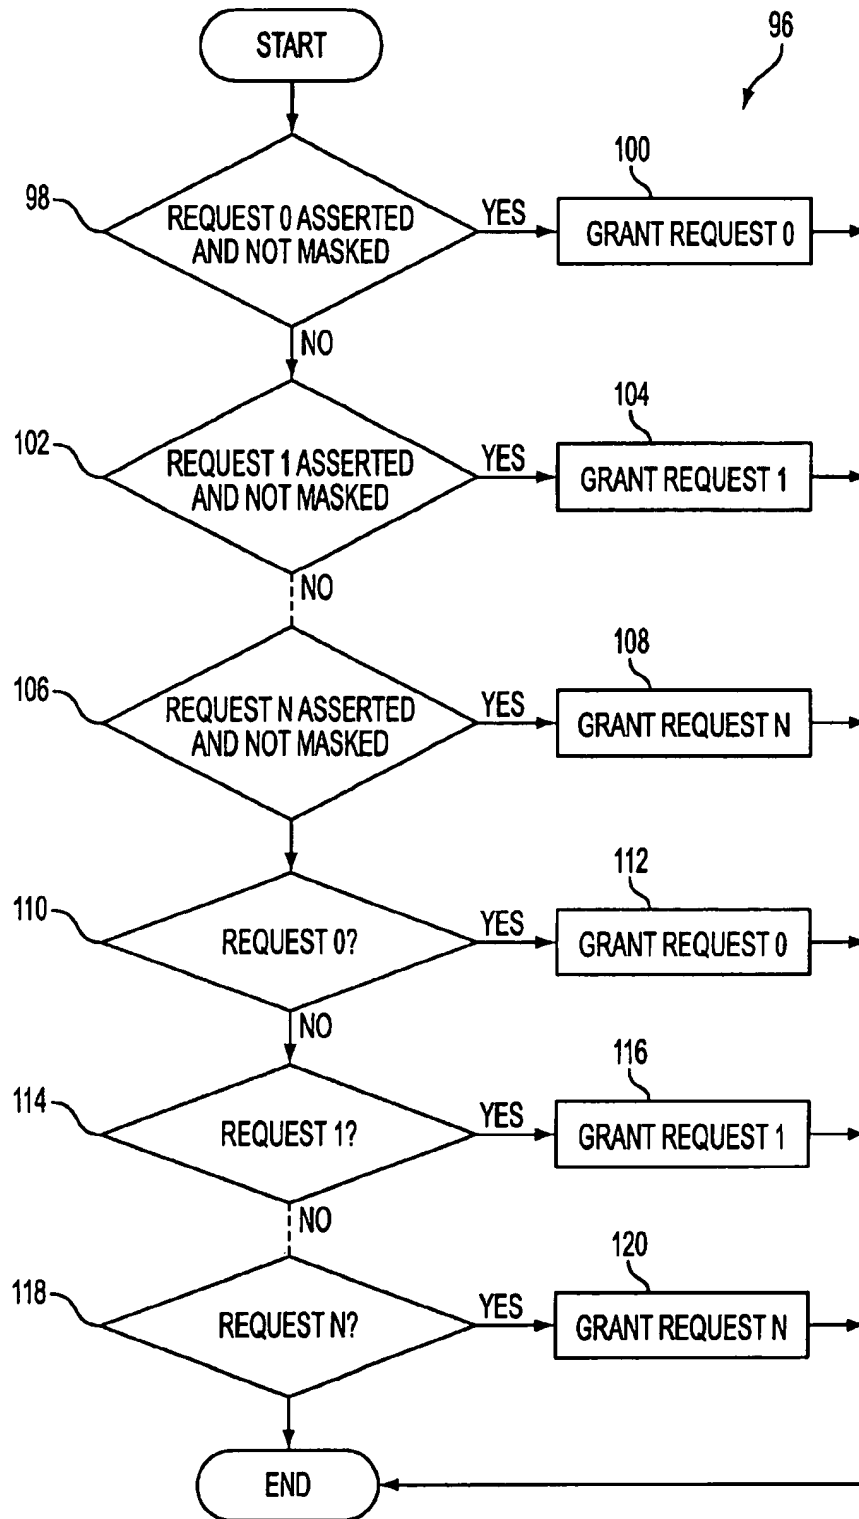 START
96
98
REQUEST 0 ASSERTED
AND NOT MASKED
YES
100
GRANT REQUEST 0
NO
102
REQUEST 1 ASSERTED
AND NOT MASKED
YES
104
GRANT REQUEST 1
NO
106
REQUEST N ASSERTED
AND NOT MASKED
YES
108
GRANT REQUEST N
110
REQUEST 0?
YES
112
GRANT REQUEST 0
NO
114
REQUEST 1?
YES
116
GRANT REQUEST 1
NO
118
REQUEST N?
YES
120
GRANT REQUEST N
END